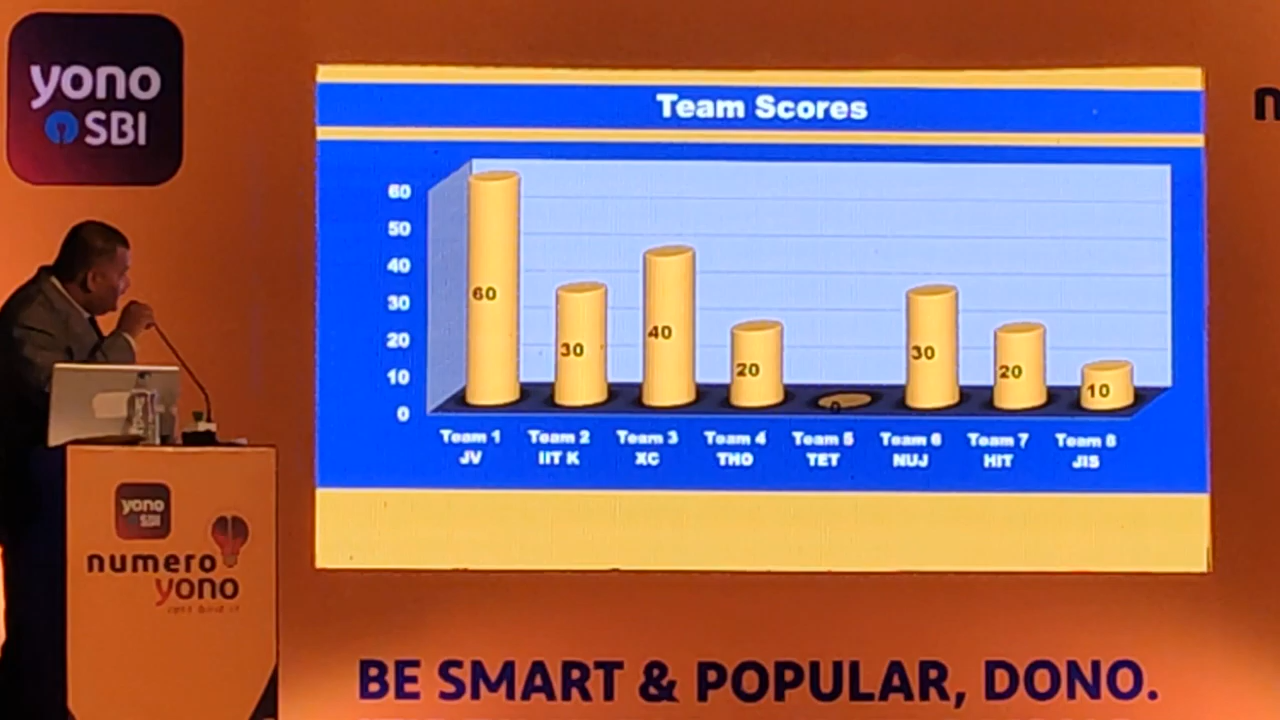 yono
SBI
Team Scores
60
50
40
30
20
10
0
60
30
40
20
0
30
20
10
Team 1
JV
Team 2
IIT K
Team 3
XC
Team 4
THO
Team 5
TET
Team 6
NUJ
Team 7
HIT
Team 8
JIS
yono
SBI
numero
yono
BE SMART & POPULAR, DONO.